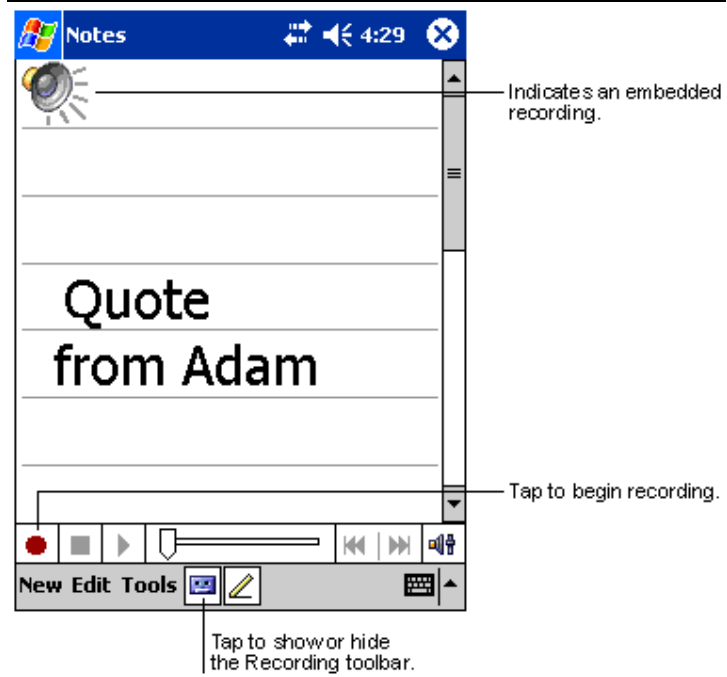 Notes 4:29
Indicates an embedded
recording.
Quote
from Adam
Tap to begin recording.
New Edit Tools
Tap to show or hide
the Recording toolbar.